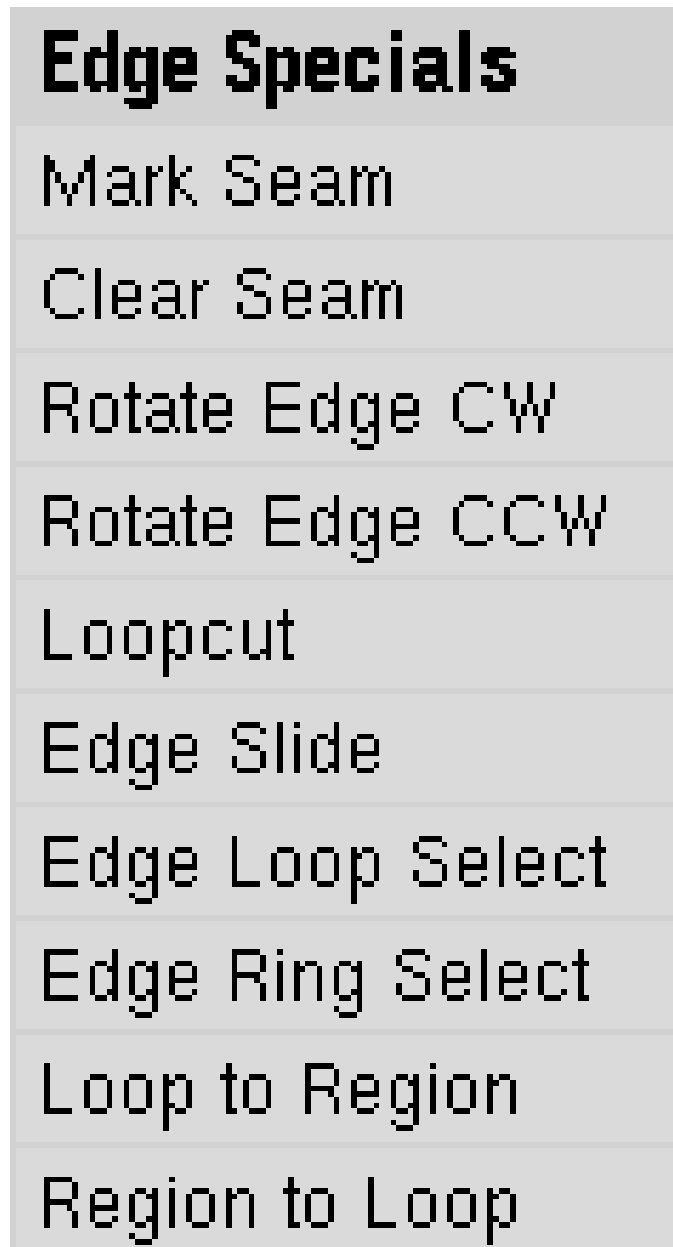 Edge Specials
Mark Seam
Clear Seam
Rotate Edge CW
Rotate Edge CCW
Loopcut
Edge Slide
Edge Loop Select
Edge Ring Select
Loop to Region
Region to Loop